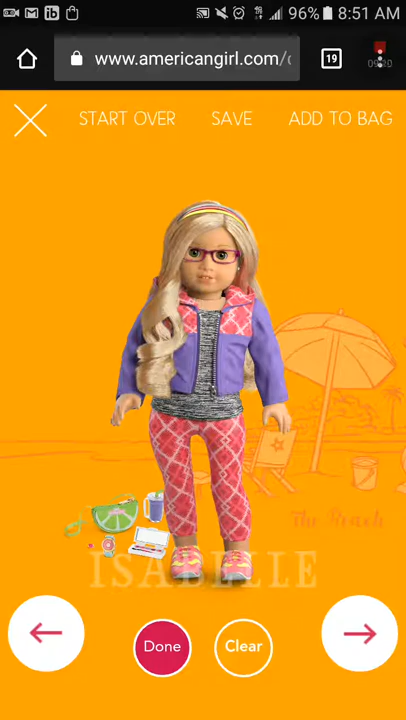 96% 8:51 AM
www.americangirl.com/
19
START OVER SAVE ADD TO BAG
The Beach
ISABELLE
Done Clear